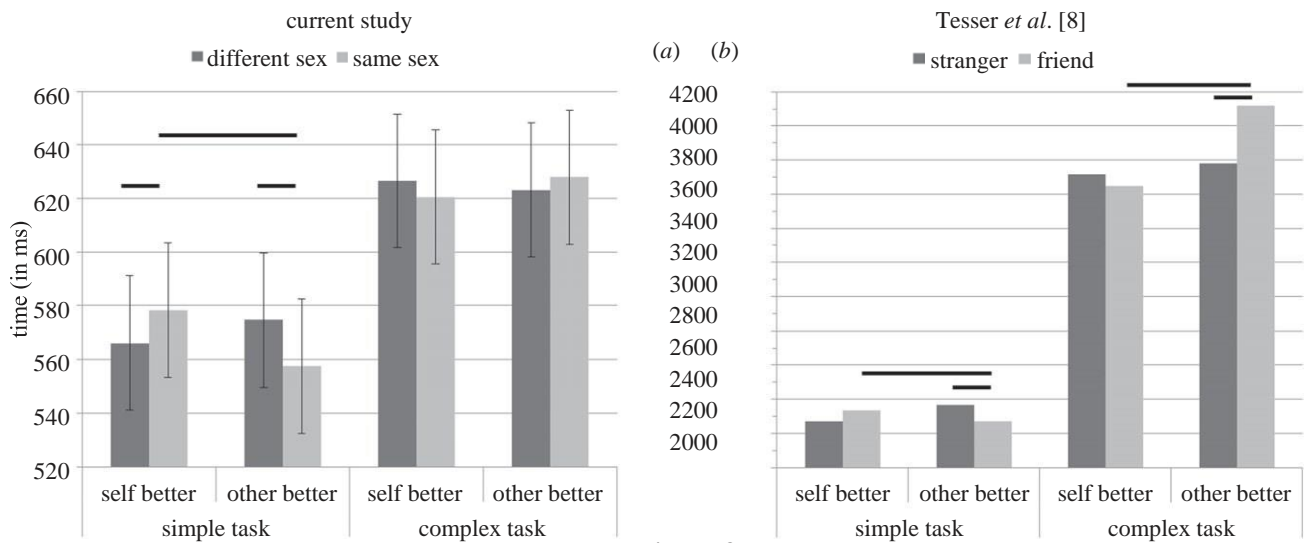 current study
different sex same sex
(a)
660
640
620
600
580
560
540
520
time (in ms)
self better other better self better other better
simple task complex task
(b)
Tesser et al. [8]
stranger friend
4200
4000
3800
3600
3400
3200
3000
2800
2600
2400
2200
2000
self better other better self better other better
simple task complex task